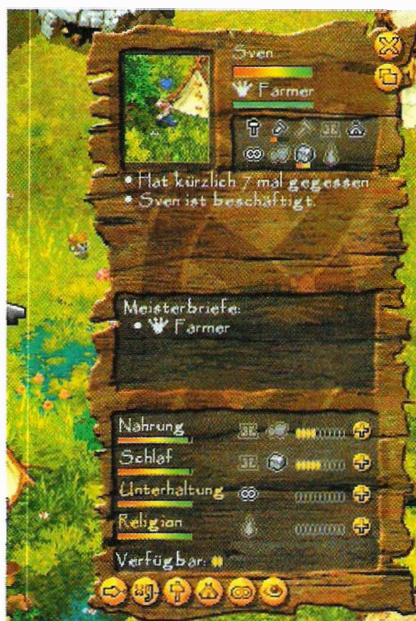 Sven
Farmer
• Hat kürzlich 7 mal gegessen
• Sven ist beschäftigt.
Meisterbriefe:
• Farmer
Nahrung
Schlaf
Unterhaltung
Religion
Verfügbar: